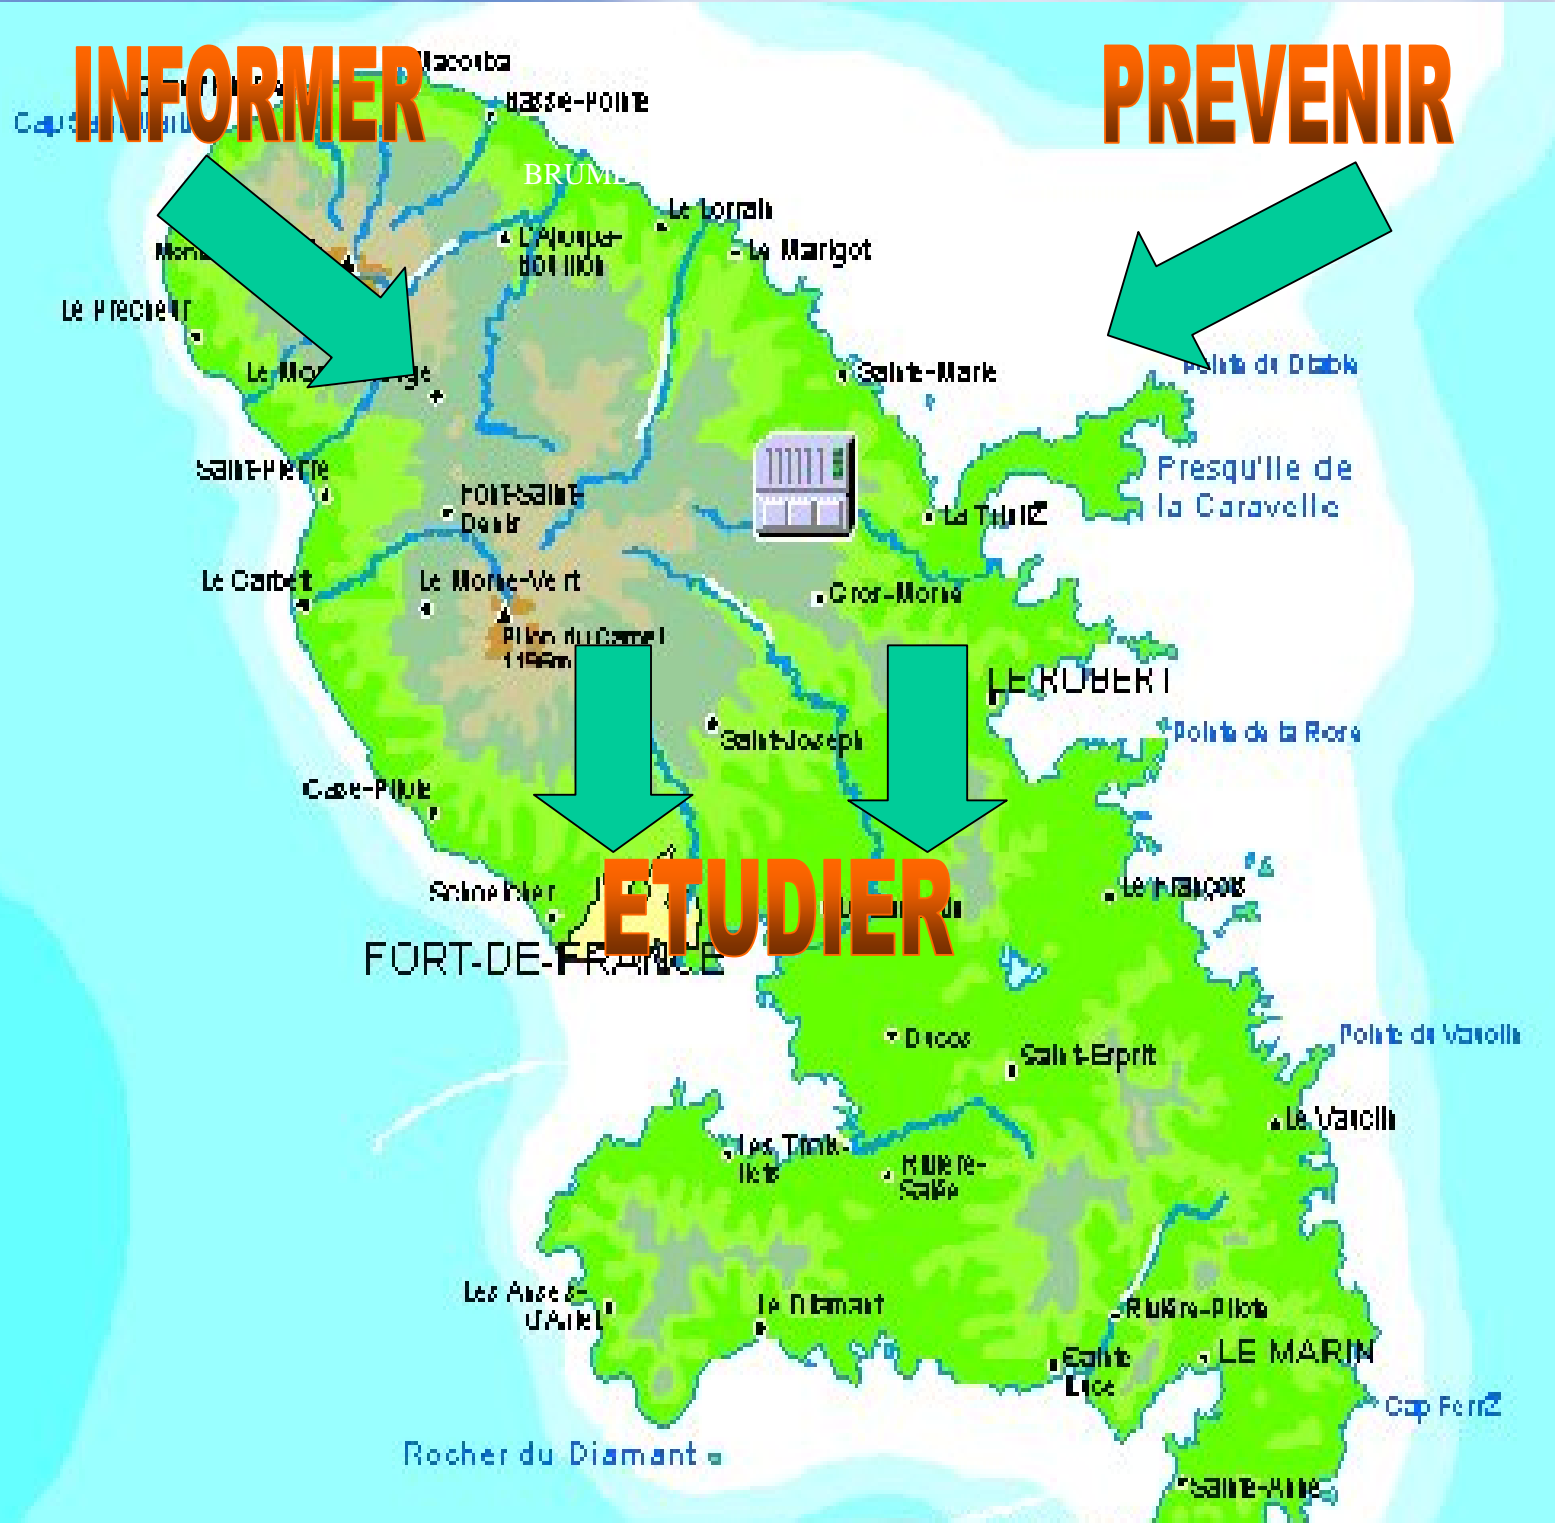 INFORMER
PREVENIR
Macouba
Basse-Pointe
BRUME
Le Lorrain
L'Ajoupa-
Bouillon
Le Marigot
Le Prêcheur
Sainte-Marie
Pointe du Diable
Presqu'île de
la Caravelle
Saint-Pierre
Font-Saint-
Denis
La Trinité
Le Carbet
Le Morne-Vert
Gros-Morne
Piton du Carbet
1196m
LE ROBERT
Saint-Joseph
Pointe de la Rose
Case-Pilote
ETUDIER
Schoelcher
Le François
FORT-DE-FRANCE
Ducos
Saint-Esprit
Pointe du Vauclin
Le Vauclin
Les Trois-
Ilets
Rivière-
Salée
Les Anses-
d'Arlet
Le Diamant
Rivière-Pilote
LE MARIN
Sainte
Luce
Cap Ferré
Rocher du Diamant
Sainte-Anne